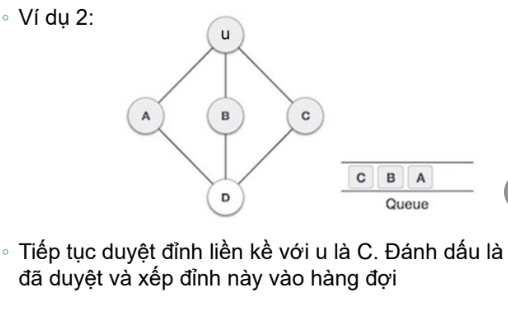 Ví dụ 2:
u
A
B
C
D
C B A
Queue
Tiếp tục duyệt đỉnh liền kề với u là C. Đánh dấu là
đã duyệt và xếp đỉnh này vào hàng đợi